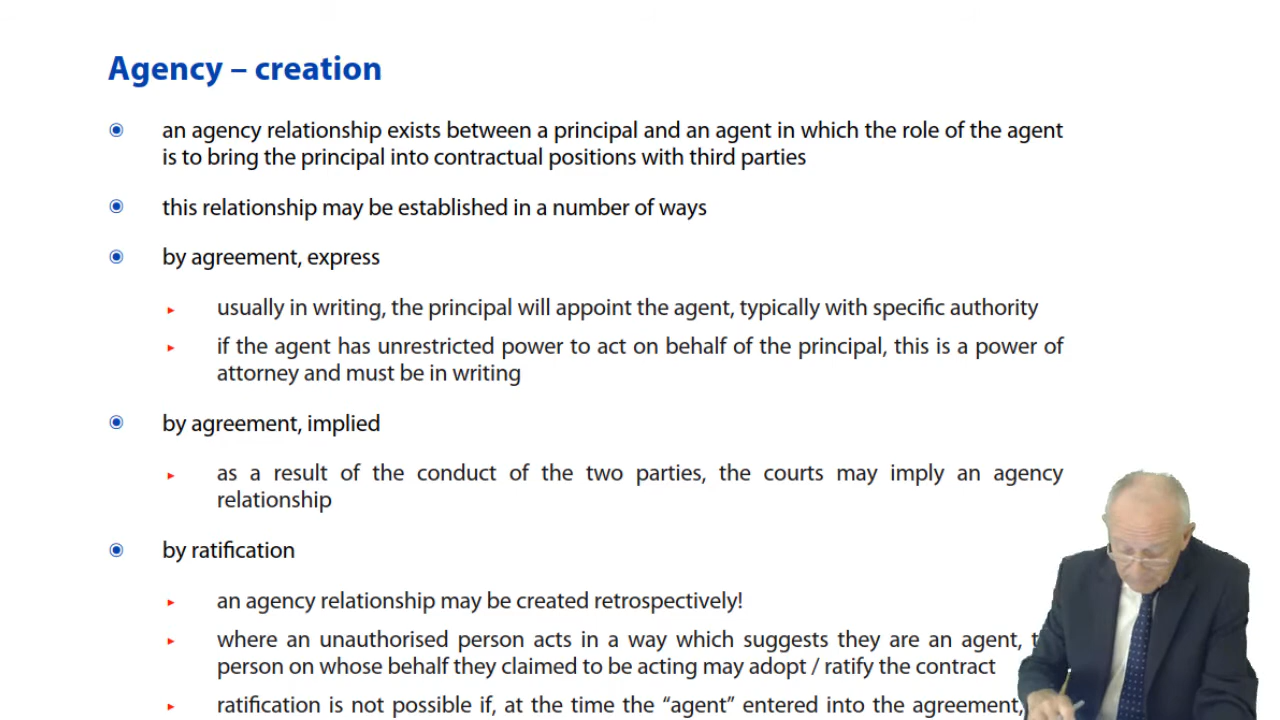 Agency – creation
an agency relationship exists between a principal and an agent in which the role of the agent
is to bring the principal into contractual positions with third parties
this relationship may be established in a number of ways
by agreement, express
usually in writing, the principal will appoint the agent, typically with specific authority
if the agent has unrestricted power to act on behalf of the principal, this is a power of
attorney and must be in writing
by agreement, implied
as a result of the conduct of the two parties, the courts may imply an agency
relationship
by ratification
an agency relationship may be created retrospectively!
where an unauthorised person acts in a way which suggests they are an agent,
person on whose behalf they claimed to be acting may adopt / ratify the contract
ratification is not possible if, at the time the “agent” entered into the agreement,